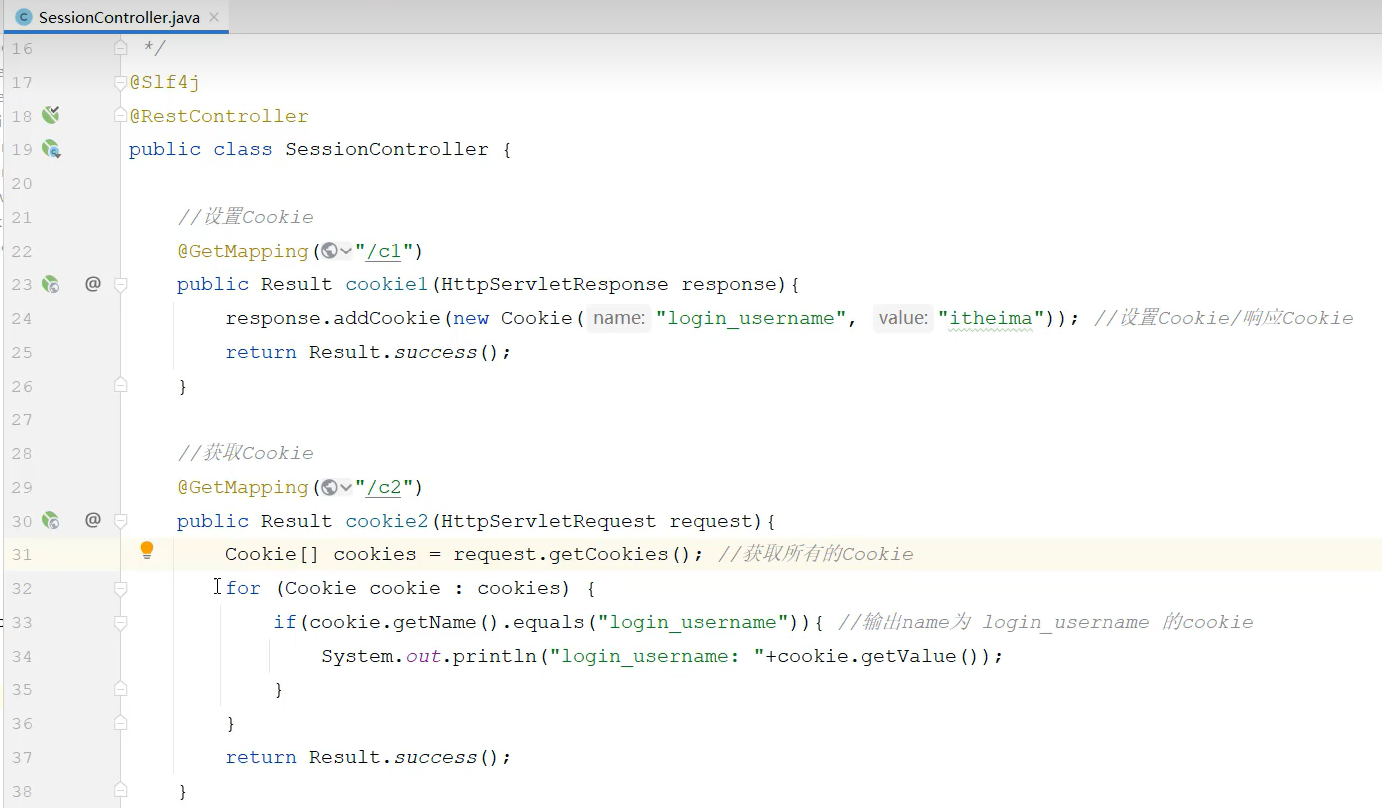 SessionController.java
16 */
17 @Slf4j
18 @RestController
19 public class SessionController {
20
21 //设置Cookie
22 @GetMapping("/c1")
23 @ public Result cookie1(HttpServletResponse response){
24 response.addCookie(new Cookie( name: "login_username", value: "itheima")); //设置Cookie/响应Cookie
25 return Result.success();
26 }
27
28 //获取Cookie
29 @GetMapping("/c2")
30 @ public Result cookie2(HttpServletRequest request){
31 Cookie[] cookies = request.getCookies(); //获取所有的Cookie
32 for (Cookie cookie : cookies) {
33 if(cookie.getName().equals("login_username")){ //输出name为 login_username 的cookie
34 System.out.println("login_username: "+cookie.getValue());
35 }
36 }
37 return Result.success();
38 }